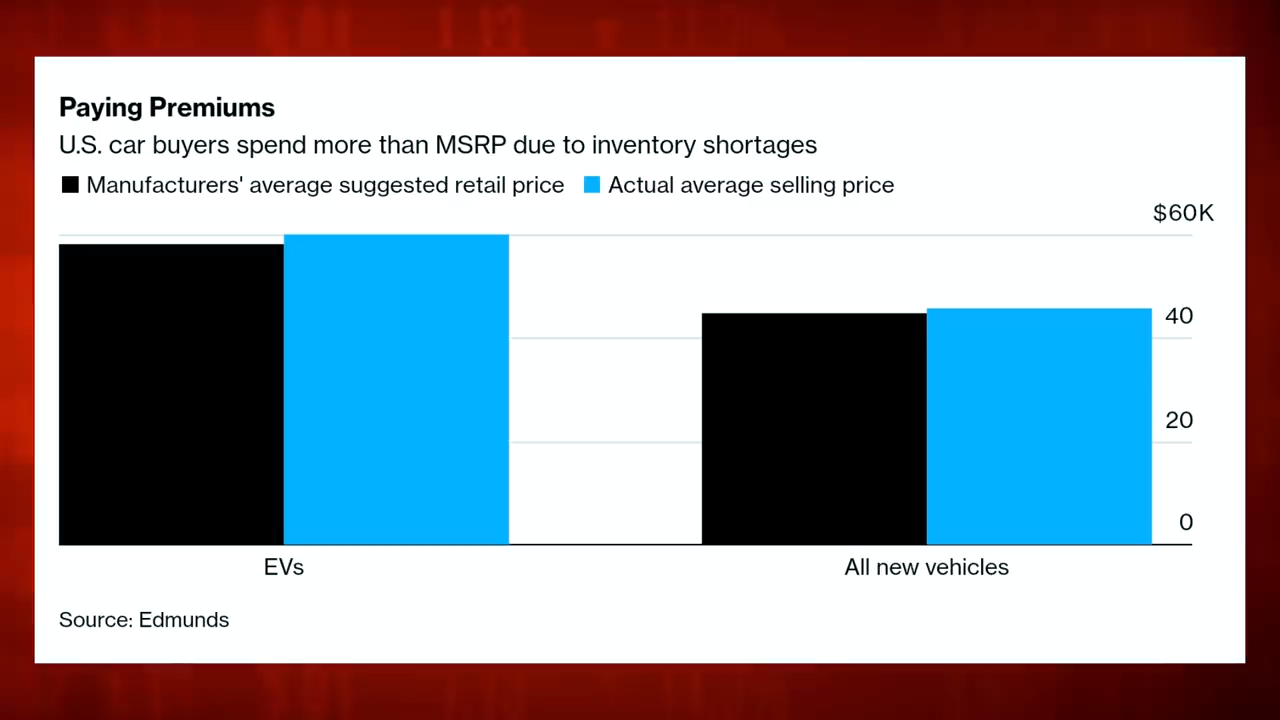 Paying Premiums
U.S. car buyers spend more than MSRP due to inventory shortages
Manufacturers' average suggested retail price Actual average selling price
$60K
40
20
0
EVs All new vehicles
Source: Edmunds